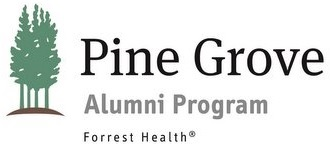 Pine Grove
Alumni Program
Forrest Health®